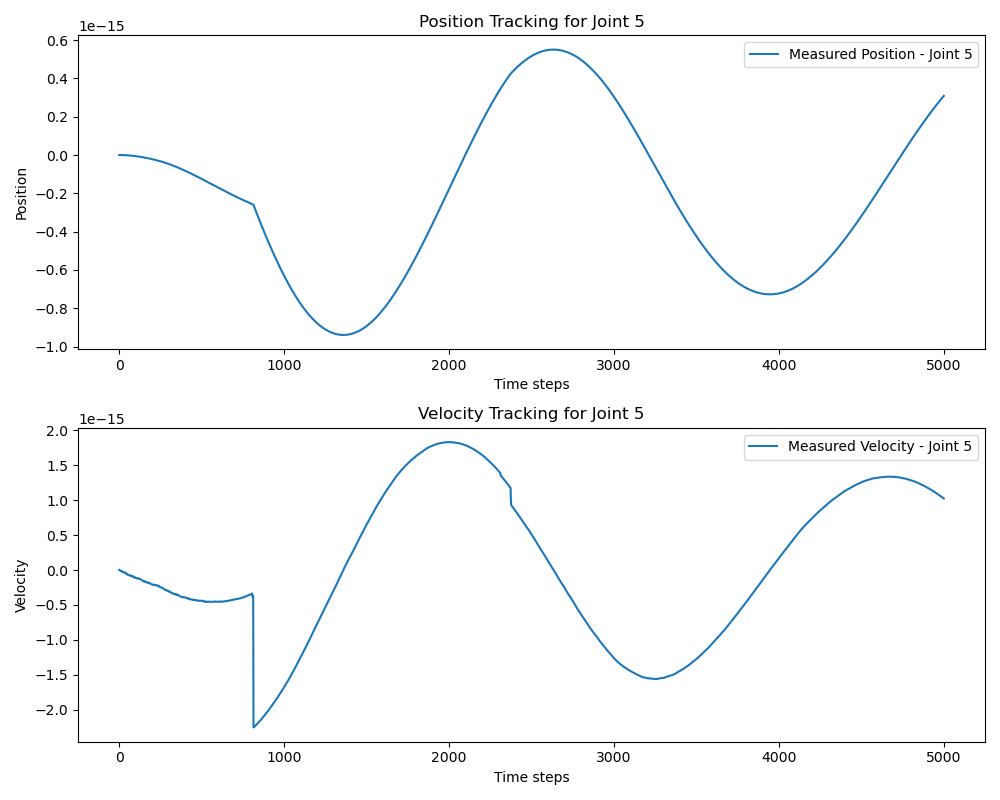 Position Tracking for Joint 5
1e−15
Measured Position - Joint 5
0.6
0.4
0.2
0.0
−0.2
−0.4
−0.6
−0.8
−1.0
Position
0 1000 2000 3000 4000 5000
Time steps
Velocity Tracking for Joint 5
1e−15
Measured Velocity - Joint 5
2.0
1.5
1.0
0.5
0.0
−0.5
−1.0
−1.5
−2.0
Velocity
0 1000 2000 3000 4000 5000
Time steps